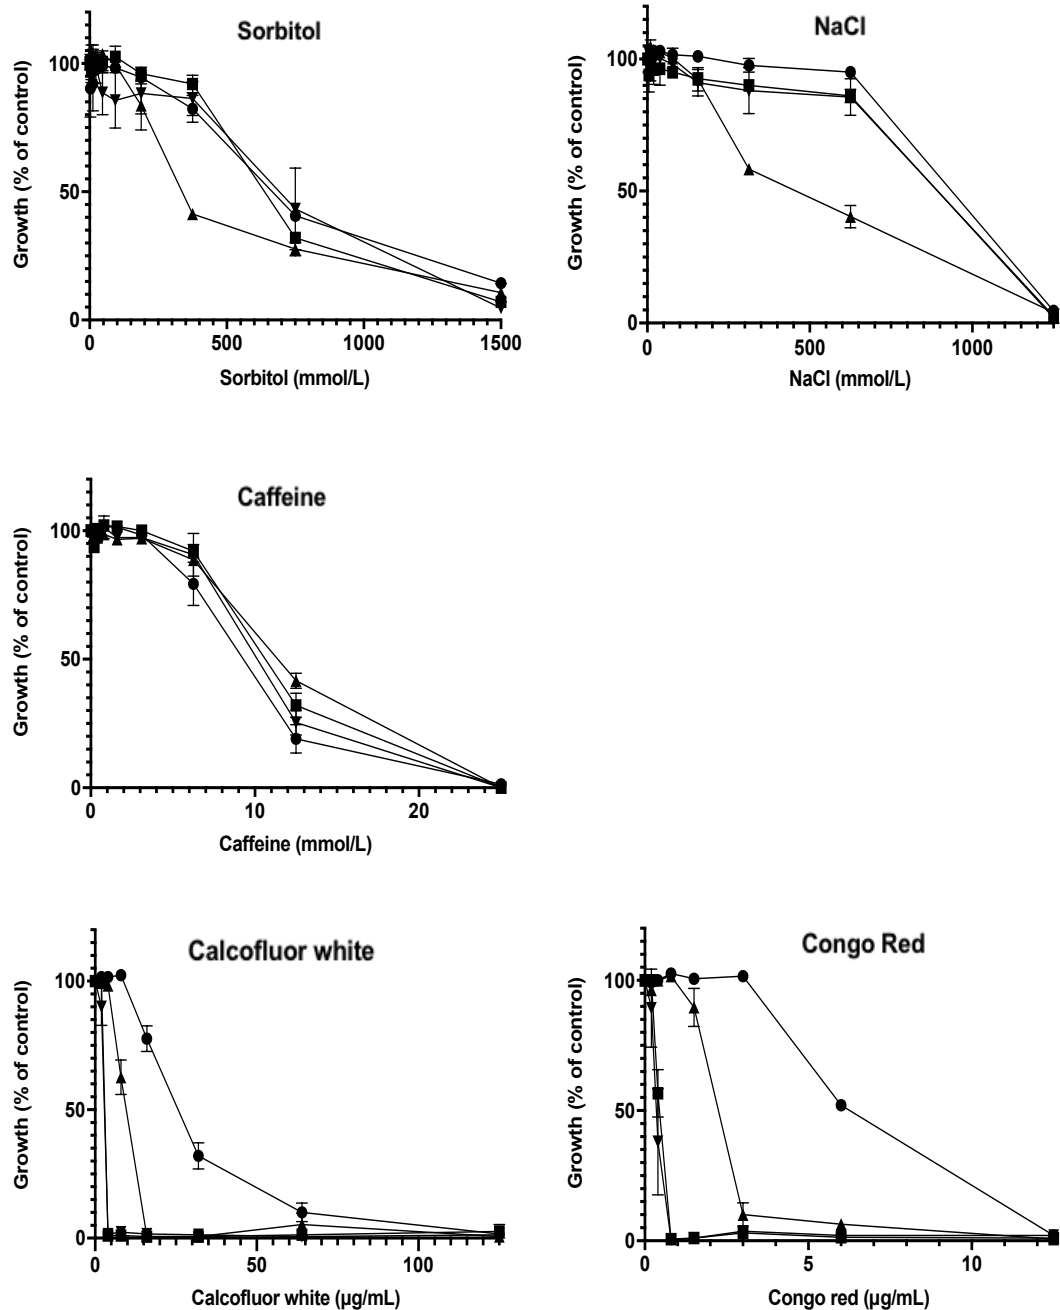 Sorbitol
Growth (% of control)
100
50
0
0 500 1000 1500
Sorbitol (mmol/L)
NaCl
Growth (% of control)
100
50
0
0 500 1000
NaCl (mmol/L)
Caffeine
Growth (% of control)
100
50
0
0 10 20
Caffeine (mmol/L)
Calcofluor white
Growth (% of control)
100
50
0
0 50 100
Calcofluor white (µg/mL)
Congo Red
Growth (% of control)
100
50
0
0 5 10
Congo red (µg/mL)